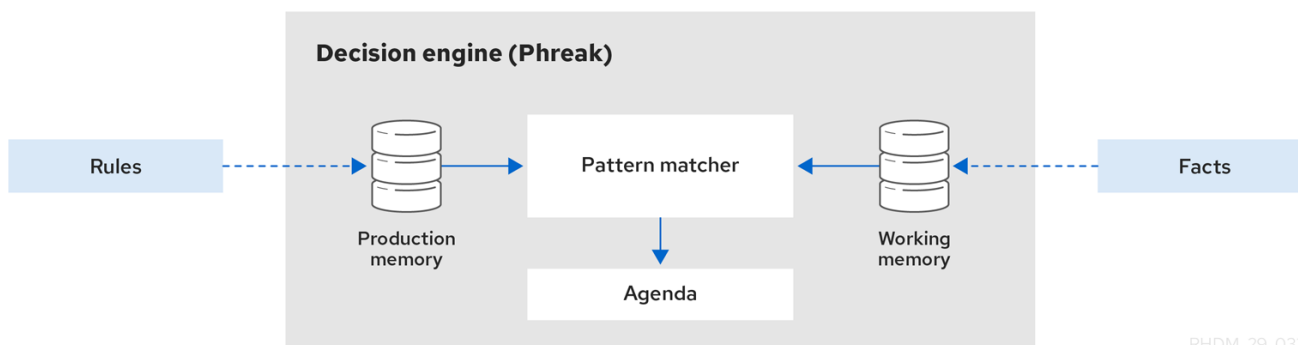 Decision engine (Phreak)
Rules
Pattern matcher
Facts
Production
memory
Working
memory
Agenda